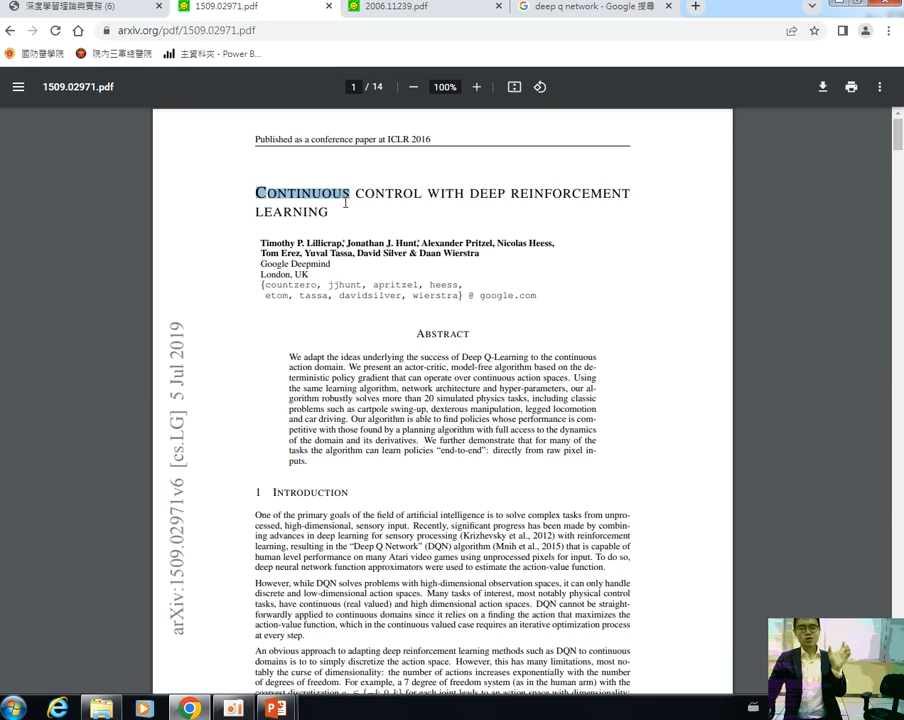 深度學習理論與實務 (6)
1509.02971.pdf
2006.11239.pdf
deep q network - Google 搜尋
arxiv.org/pdf/1509.02971.pdf
國防醫學院
院內三軍總醫院
主資料夾 - Power B...
1509.02971.pdf
1 / 14
100%
Published as a conference paper at ICLR 2016
CONTINUOUS CONTROL WITH DEEP REINFORCEMENT
LEARNING
Timothy P. Lillicrap,* Jonathan J. Hunt,* Alexander Pritzel, Nicolas Heess,
Tom Erez, Yuval Tassa, David Silver & Daan Wierstra
Google Deepmind
London, UK
{countzero, jjhunt, apritzel, heess,
etom, tassa, davidsilver, wierstra} @ google.com
ABSTRACT
We adapt the ideas underlying the success of Deep Q-Learning to the continuous
action domain. We present an actor-critic, model-free algorithm based on the de-
terministic policy gradient that can operate over continuous action spaces. Using
the same learning algorithm, network architecture and hyper-parameters, our al-
gorithm robustly solves more than 20 simulated physics tasks, including classic
problems such as cartpole swing-up, dexterous manipulation, legged locomotion
and car driving. Our algorithm is able to find policies whose performance is com-
petitive with those found by a planning algorithm with full access to the dynamics
of the domain and its derivatives. We further demonstrate that for many of the
tasks the algorithm can learn policies “end-to-end”: directly from raw pixel in-
puts.
1 INTRODUCTION
One of the primary goals of the field of artificial intelligence is to solve complex tasks from unpro-
cessed, high-dimensional, sensory input. Recently, significant progress has been made by combin-
ing advances in deep learning for sensory processing (Krizhevsky et al., 2012) with reinforcement
learning, resulting in the “Deep Q Network” (DQN) algorithm (Mnih et al., 2015) that is capable of
human level performance on many Atari video games using unprocessed pixels for input. To do so,
deep neural network function approximators were used to estimate the action-value function.
However, while DQN solves problems with high-dimensional observation spaces, it can only handle
discrete and low-dimensional action spaces. Many tasks of interest, most notably physical control
tasks, have continuous (real valued) and high dimensional action spaces. DQN cannot be straight-
forwardly applied to continuous domains since it relies on a finding the action that maximizes the
action-value function, which in the continuous valued case requires an iterative optimization process
at every step.
An obvious approach to adapting deep reinforcement learning methods such as DQN to continuous
domains is to to simply discretize the action space. However, this has many limitations, most no-
tably the curse of dimensionality: the number of actions increases exponentially with the number
of degrees of freedom. For example, a 7 degree of freedom system (as in the human arm) with the
coarsest discretization a_i ∈ {−k, 0, k} for each joint leads to an action space with dimensionality:
arXiv:1509.02971v6 [cs.LG] 5 Jul 2019